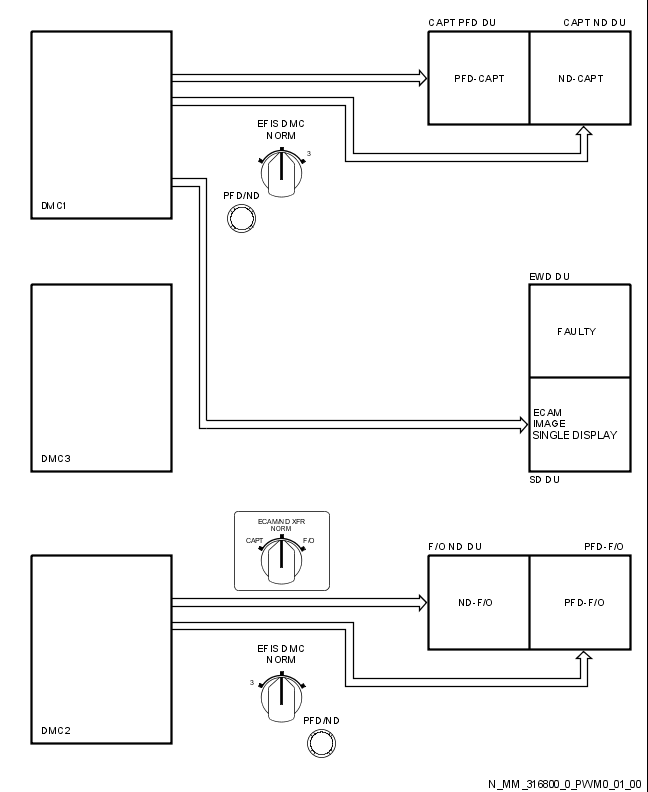 CAPT PFD DU
CAPT ND DU
PFD-CAPT
ND-CAPT
EFIS DMC
NORM
3
PFD/ND
DMC1
EWD DU
FAULTY
ECAM
IMAGE
SINGLE DISPLAY
DMC3
SD DU
ECAM/ND XFR
NORM
CAPT
F/O
F/O ND DU
PFD-F/O
ND-F/O
PFD-F/O
EFIS DMC
NORM
3
PFD/ND
DMC2
N_MM_316800_0_PWM0_01_00